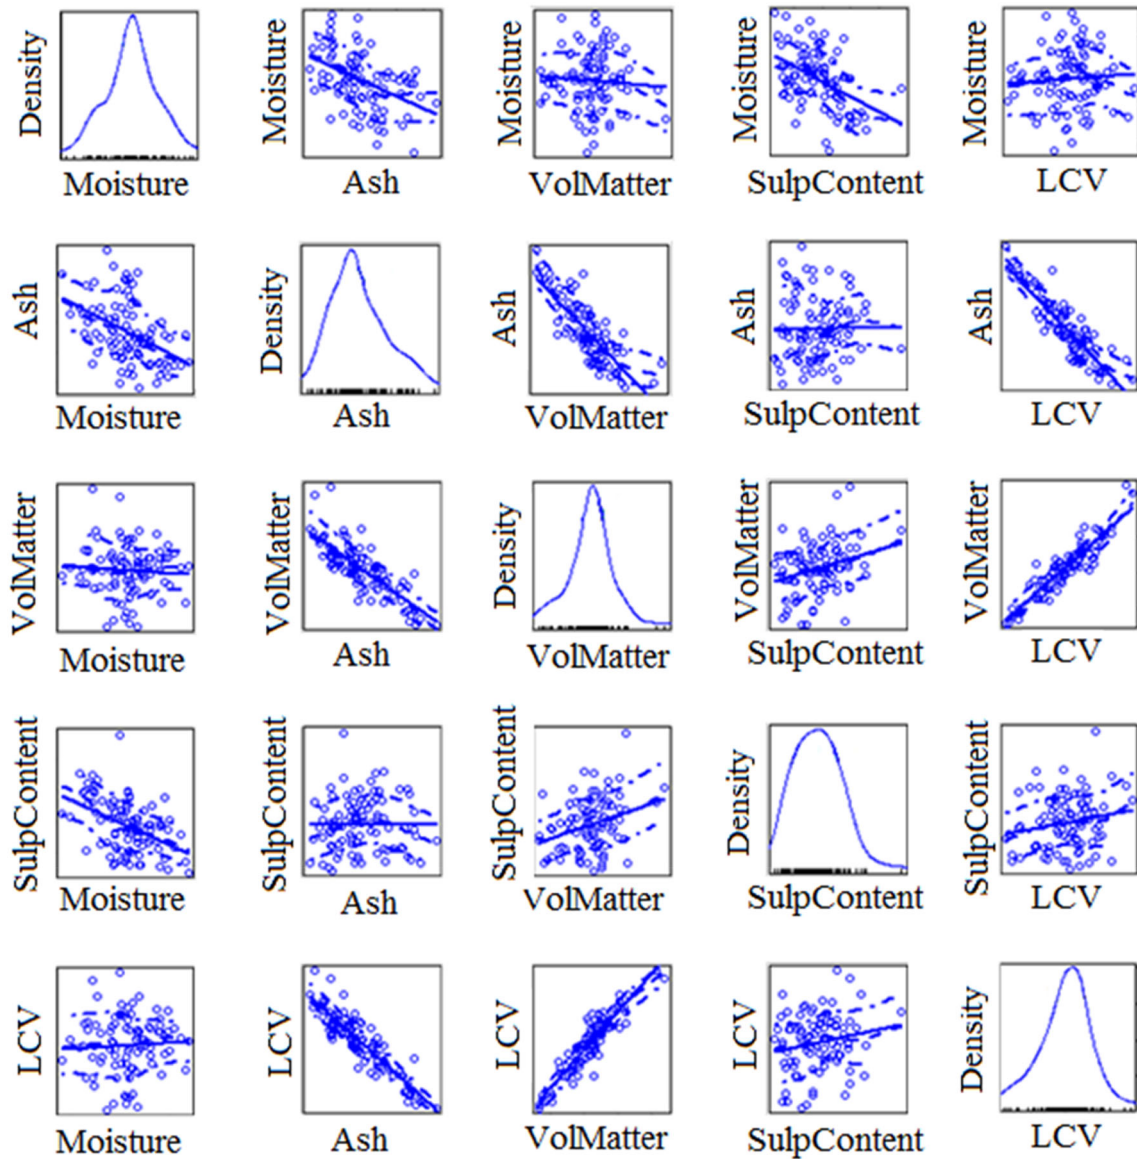 Density
Moisture
Moisture
Ash
Moisture
VolMatter
Moisture
SulpContent
Moisture
LCV
Ash
Moisture
Density
Ash
Ash
VolMatter
Ash
SulpContent
Ash
LCV
VolMatter
Moisture
VolMatter
Ash
Density
VolMatter
VolMatter
SulpContent
VolMatter
LCV
SulpContent
Moisture
SulpContent
Ash
SulpContent
VolMatter
Density
SulpContent
SulpContent
LCV
LCV
Moisture
LCV
Ash
LCV
VolMatter
LCV
SulpContent
Density
LCV